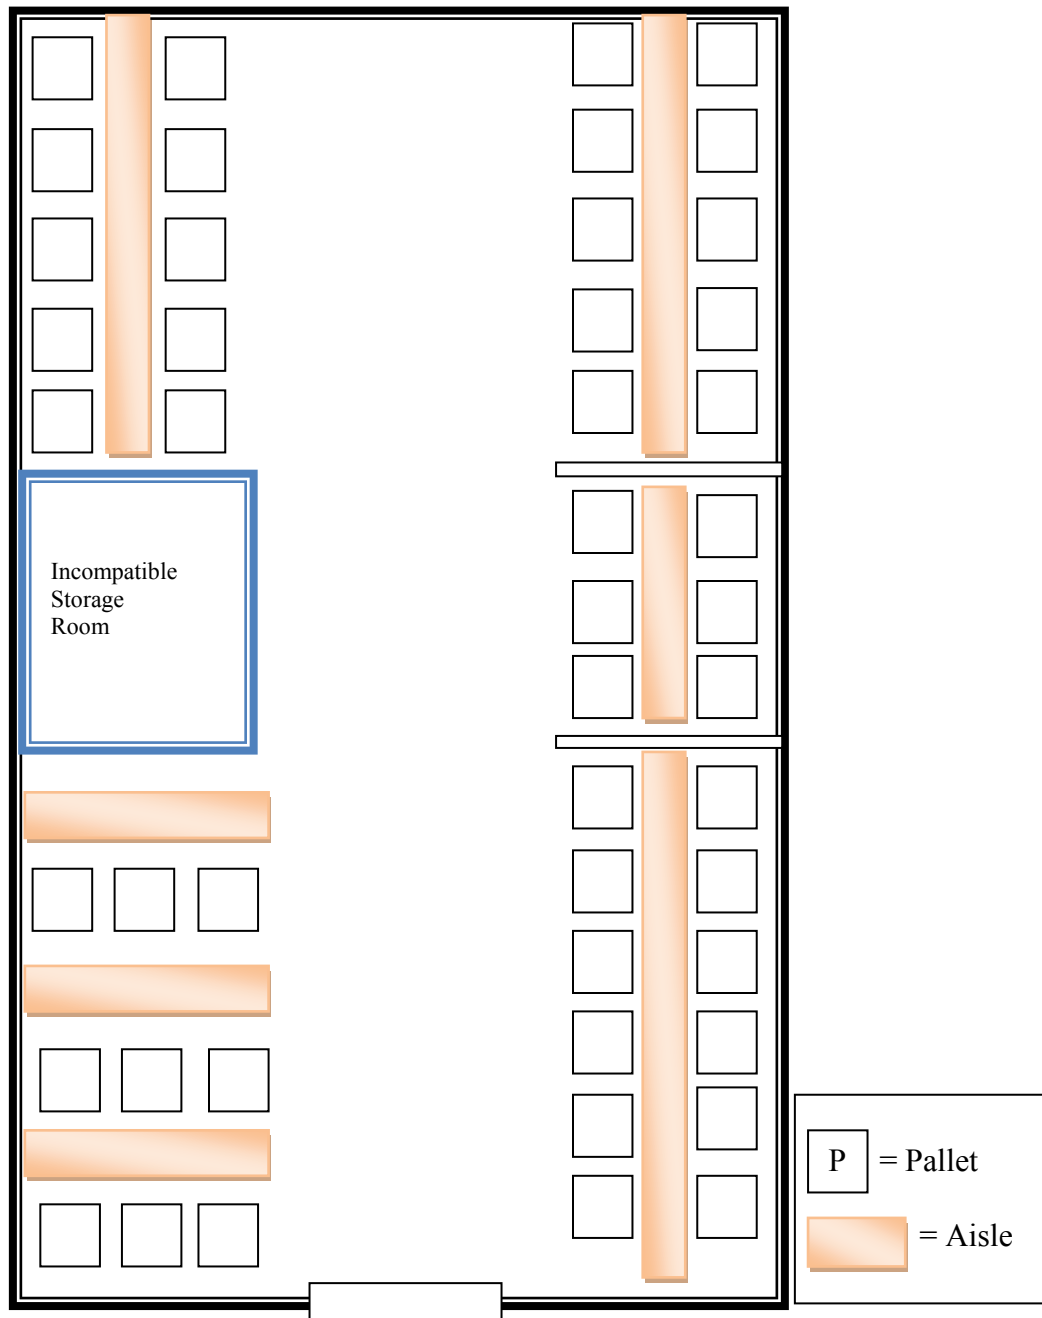 Incompatible
Storage
Room
P = Pallet
= Aisle